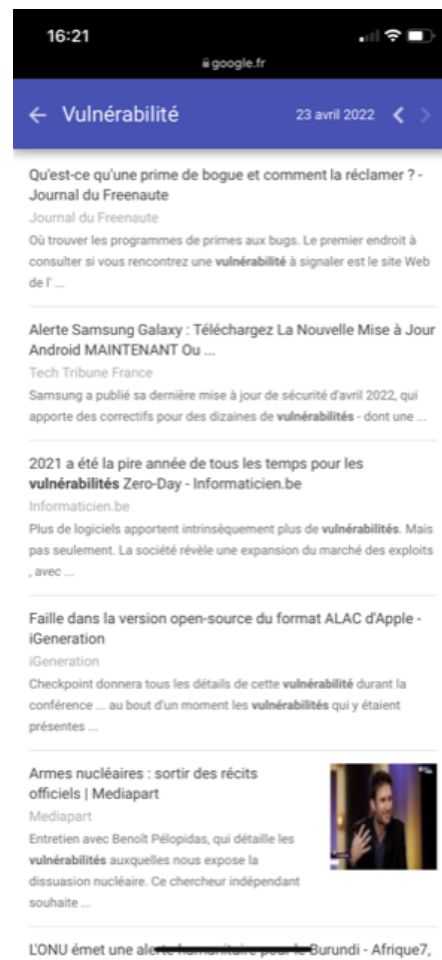 16:21
google.fr
Vulnérabilité 23 avril 2022
Qu'est-ce qu'une prime de bogue et comment la réclamer ? -
Journal du Freenaute
Journal du Freenaute
Où trouver les programmes de primes aux bugs. Le premier endroit à
consulter si vous rencontrez une vulnérabilité à signaler est le site Web
de l' ...
Alerte Samsung Galaxy : Téléchargez La Nouvelle Mise à Jour
Android MAINTENANT Ou ...
Tech Tribune France
Samsung a publié sa dernière mise à jour de sécurité d'avril 2022, qui
apporte des correctifs pour des dizaines de vulnérabilités - dont une ...
2021 a été la pire année de tous les temps pour les
vulnérabilités Zero-Day - Informaticien.be
Informaticien.be
Plus de logiciels apportent intrinsèquement plus de vulnérabilités. Mais
pas seulement. La société révèle une expansion du marché des exploits
, avec ...
Faille dans la version open-source du format ALAC d'Apple -
iGeneration
iGeneration
Checkpoint donnera tous les détails de cette vulnérabilité durant la
conférence ... au bout d'un moment les vulnérabilités qui y étaient
présentes ...
Armes nucléaires : sortir des récits
officiels | Mediapart
Mediapart
Entretien avec Benoît Pélopidas, qui détaille les
vulnérabilités auxquelles nous expose la
dissuasion nucléaire. Ce chercheur indépendant
souhaite ...
L'ONU émet une alerte humanitaire pour le Burundi - Afrique7,